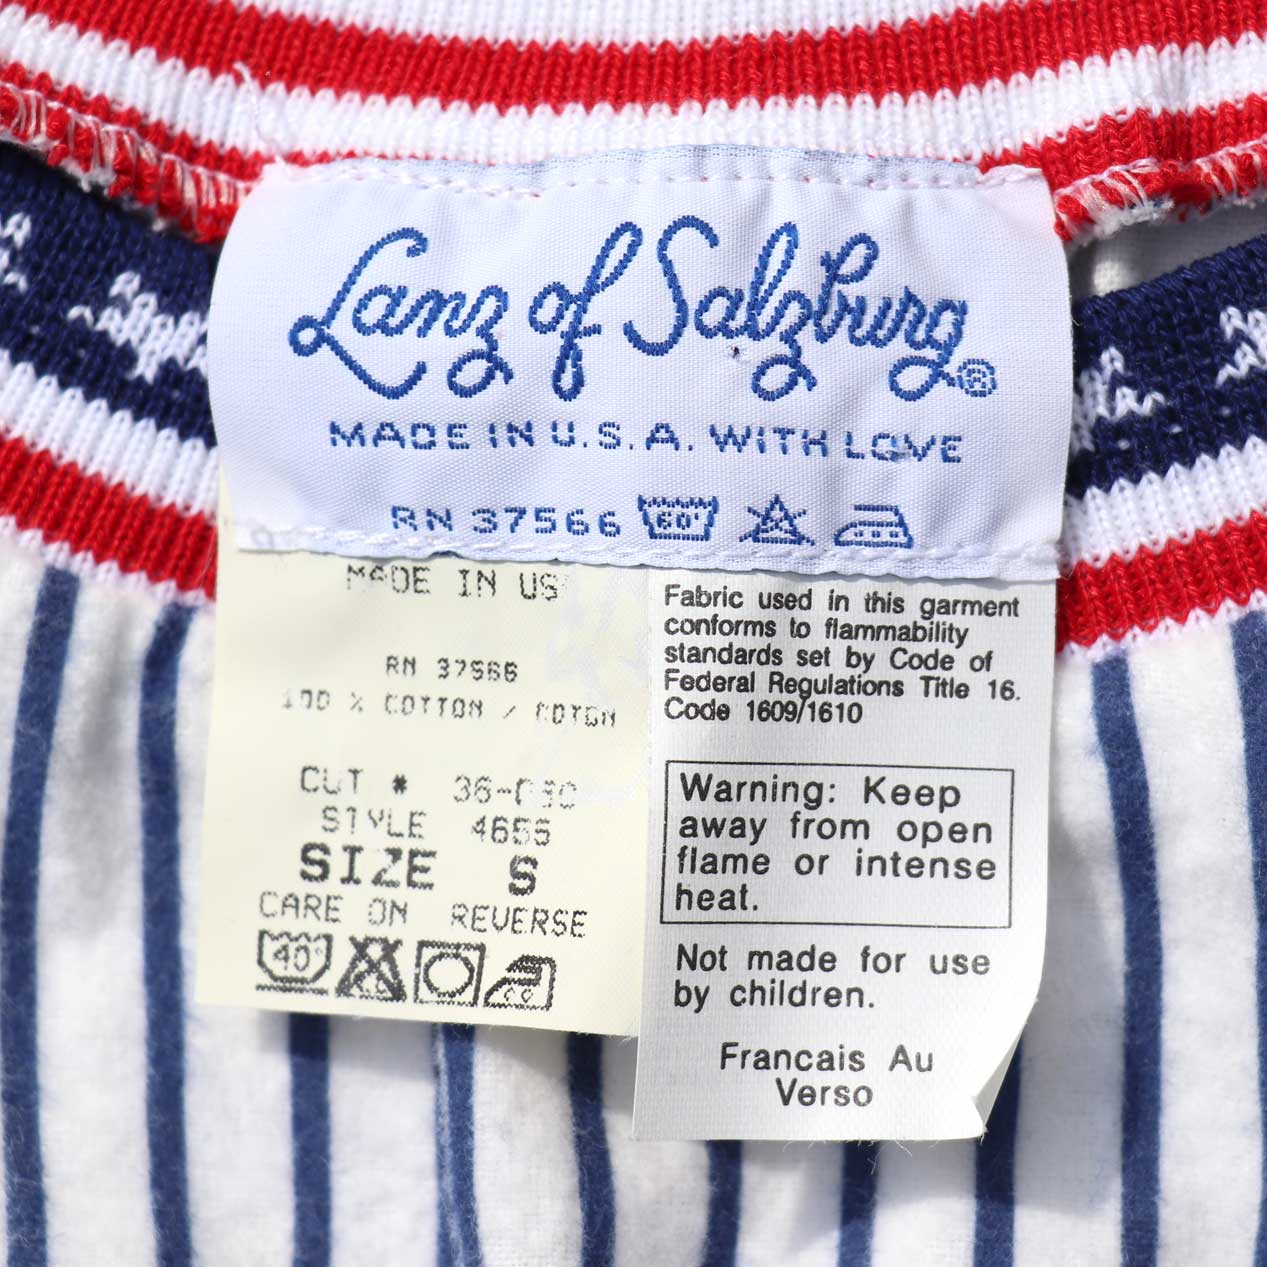 Lanz of Salzburg®
MADE IN U.S.A. WITH LOVE
RN 37566 60°
MADE IN US
RN 37566
100 % COTTON / COTON
CUT *
STYLE 4655
SIZE S
CARE ON REVERSE
40°
Fabric used in this garment
conforms to flammability
standards set by Code of
Federal Regulations Title 16.
Code 1609/1610
Warning: Keep
away from open
flame or intense
heat.
Not made for use
by children.
Francais Au
Verso